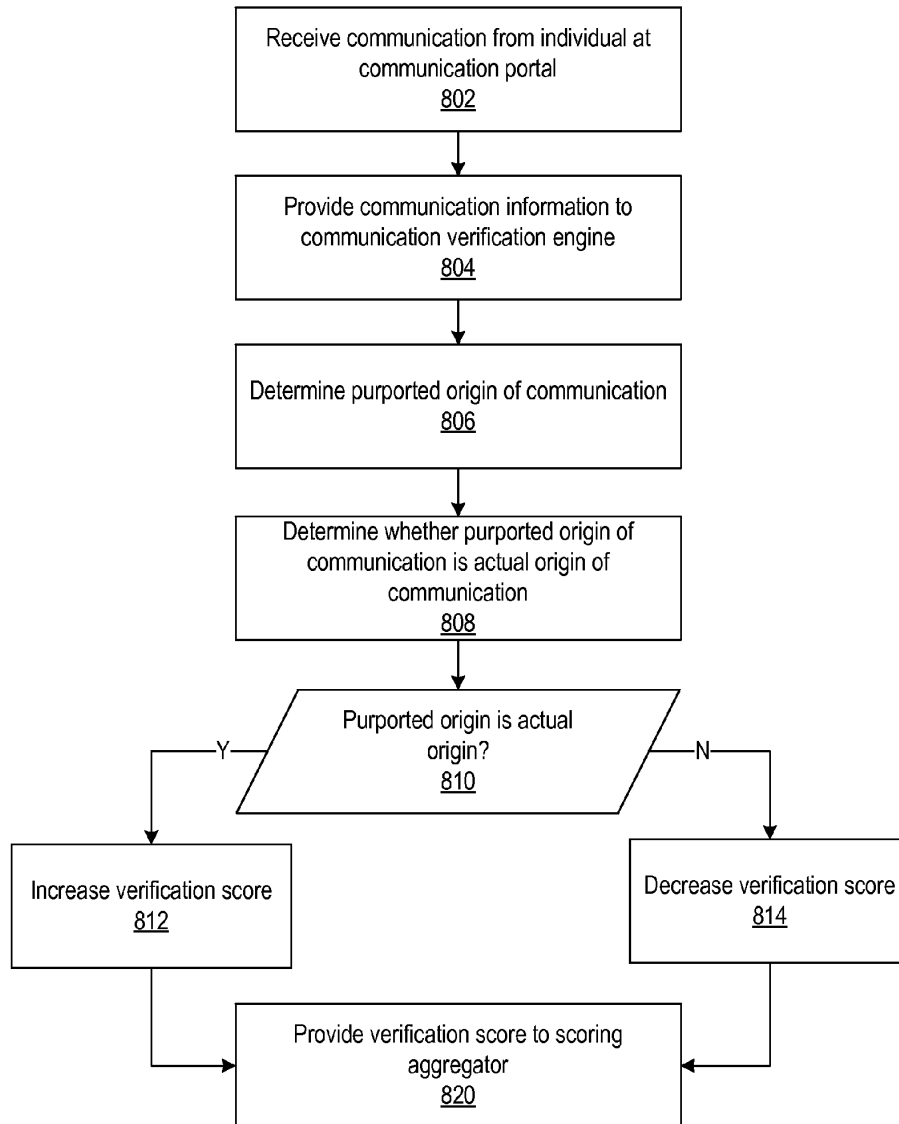 Receive communication from individual at
communication portal
802
Provide communication information to
communication verification engine
804
Determine purported origin of communication
806
Determine whether purported origin of
communication is actual origin of
communication
808
Purported origin is actual
origin?
810
Y
N
Increase verification score
812
Decrease verification score
814
Provide verification score to scoring
aggregator
820